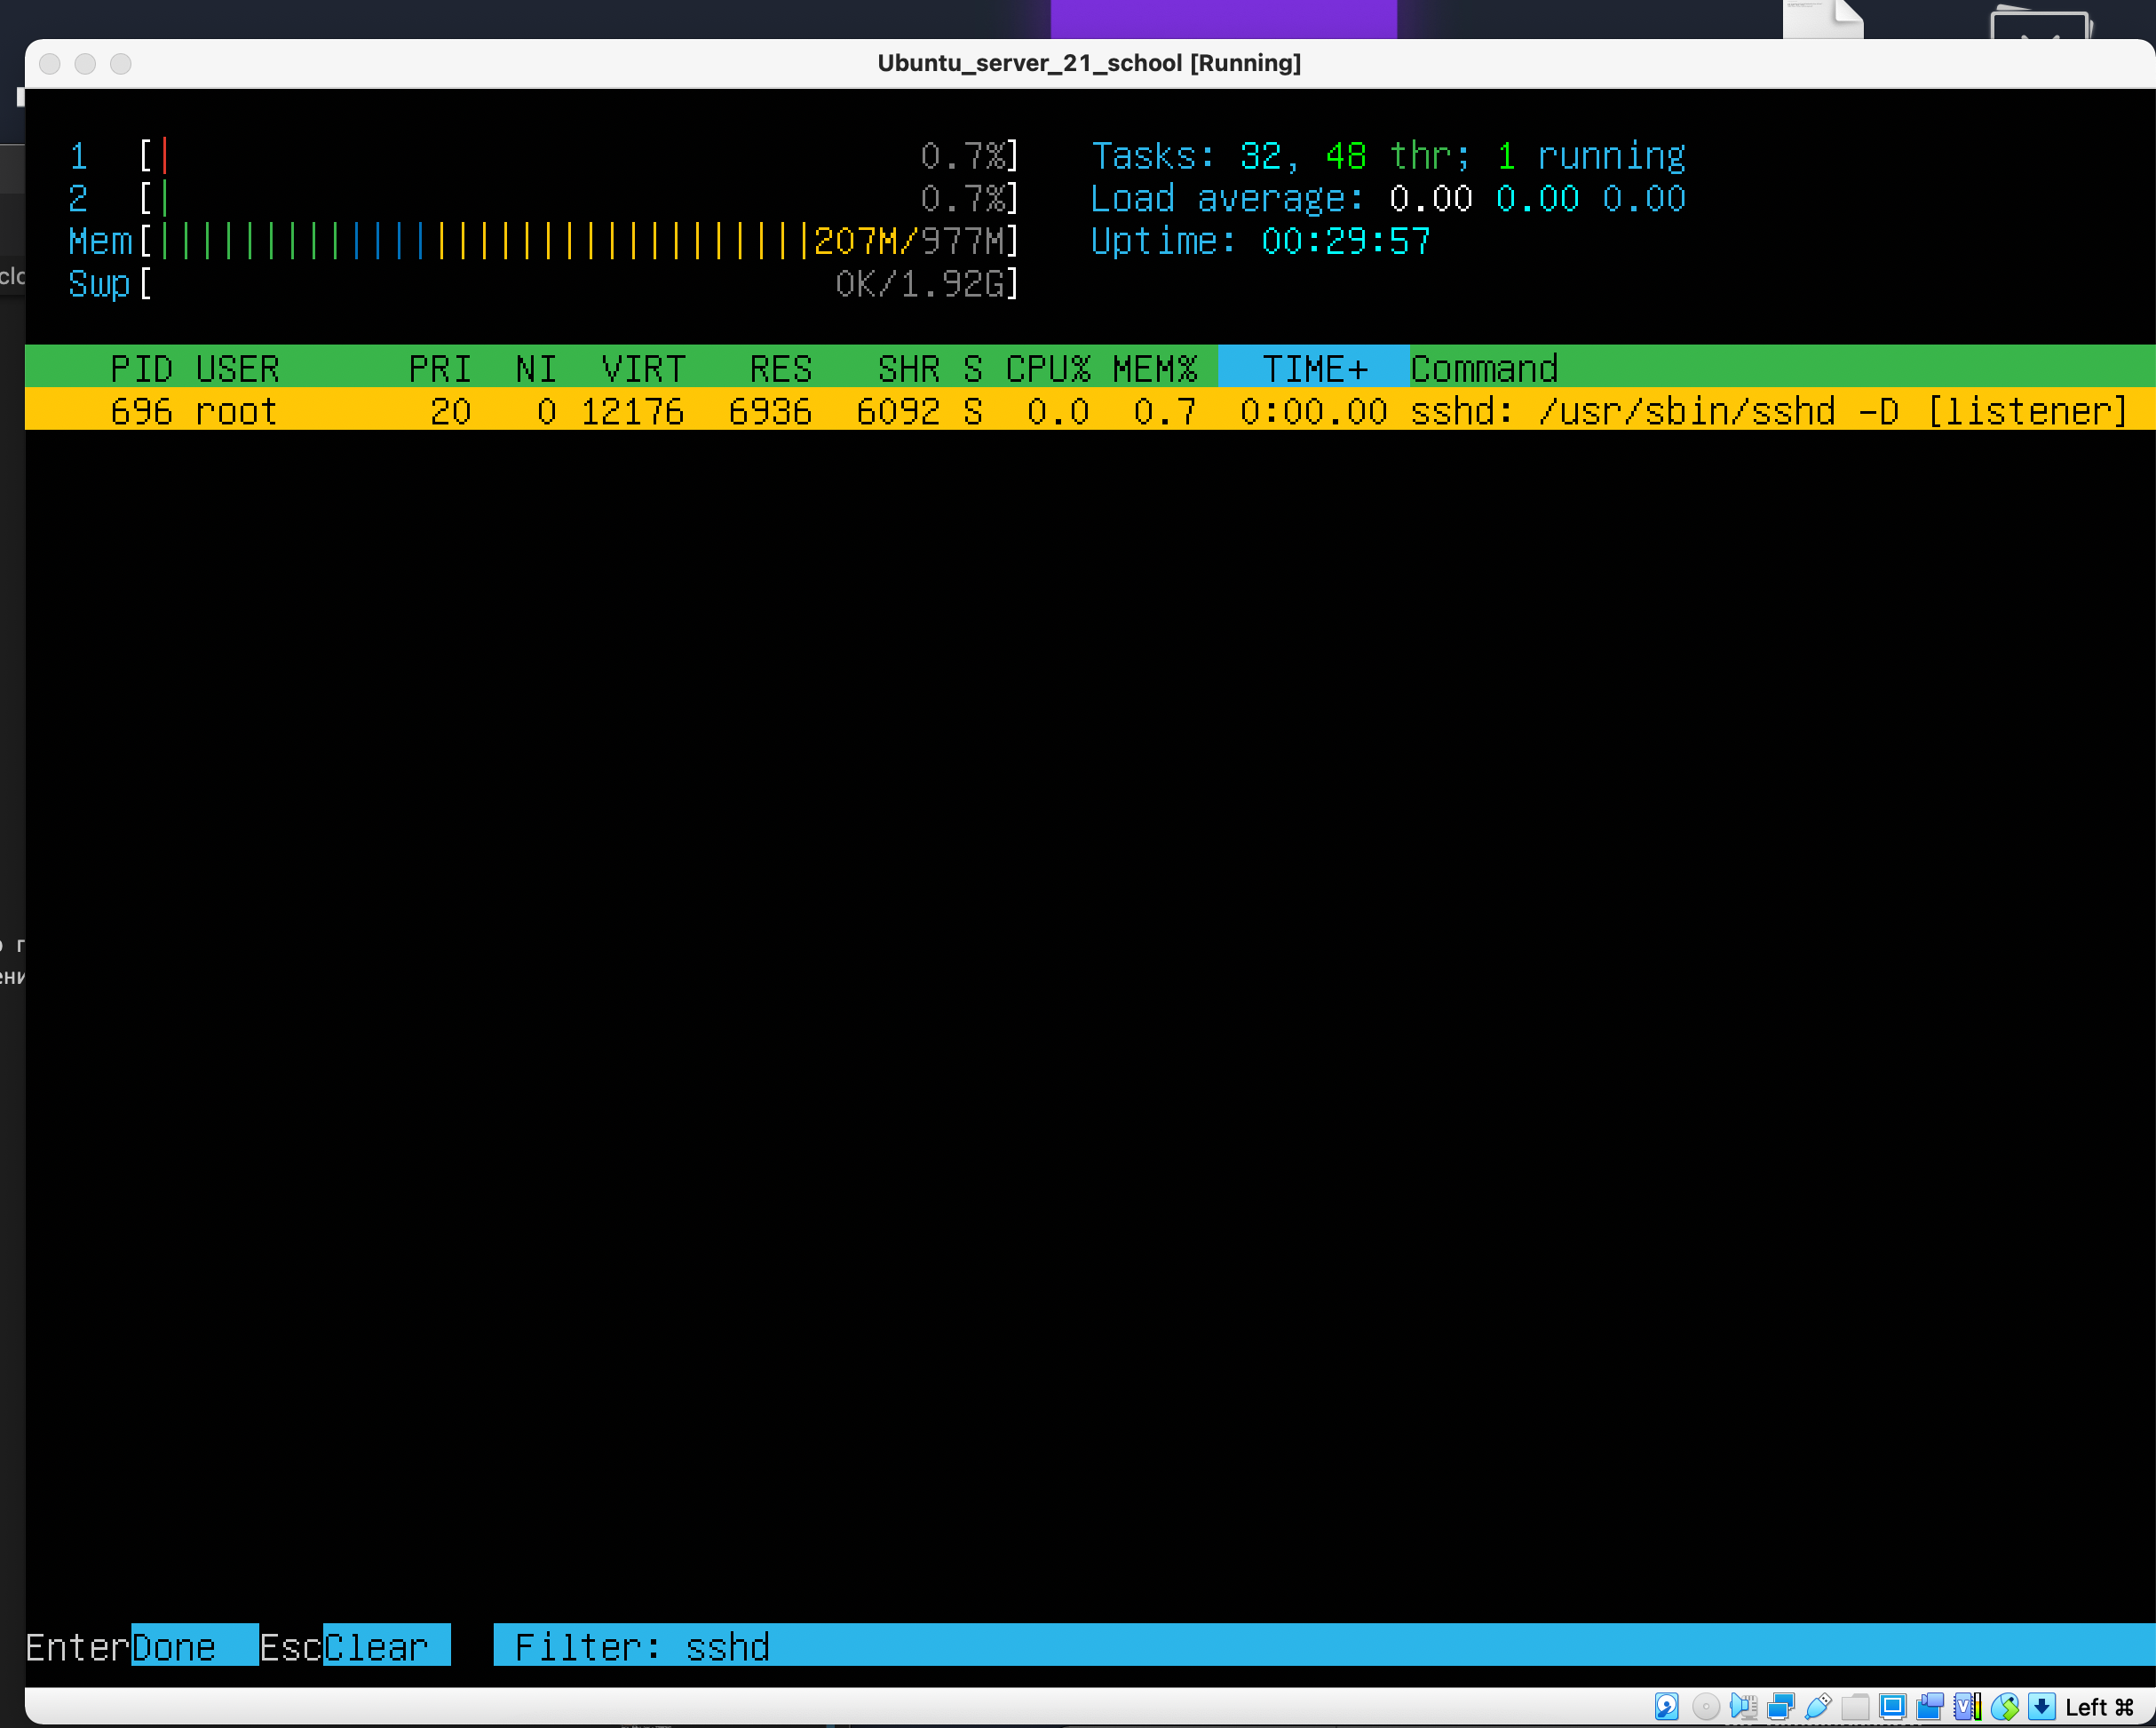 Ubuntu_server_21_school [Running]
1 [| 0.7%] Tasks: 32, 48 thr; 1 running
2 [| 0.7%] Load average: 0.00 0.00 0.00
Mem[|||||||||||||||||||||||||||||||207M/977M] Uptime: 00:29:57
Swp[ 0K/1.92G]
PID USER PRI NI VIRT RES SHR S CPU% MEM% TIME+ Command
696 root 20 0 12176 6936 6092 S 0.0 0.7 0:00.00 sshd: /usr/sbin/sshd -D [listener]
EnterDone EscClear Filter: sshd
Left ⌘